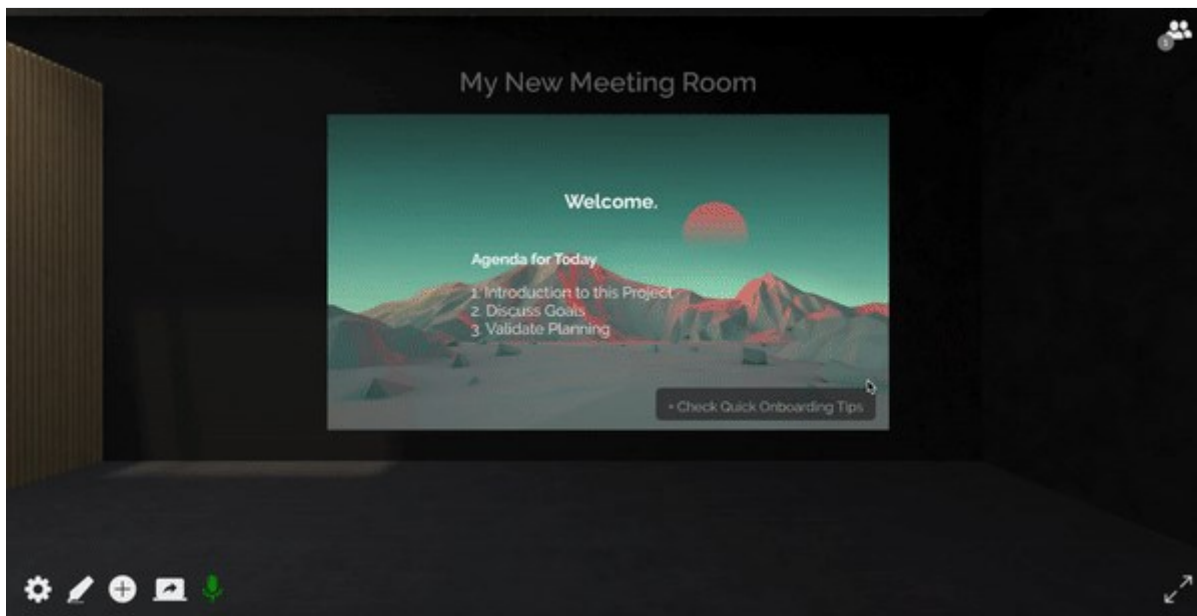 My New Meeting Room
Welcome.
Agenda for Today
1. Introduction to this Project
2. Discuss Goals
3. Validate Planning
+ Check Quick Onboarding Tips
1